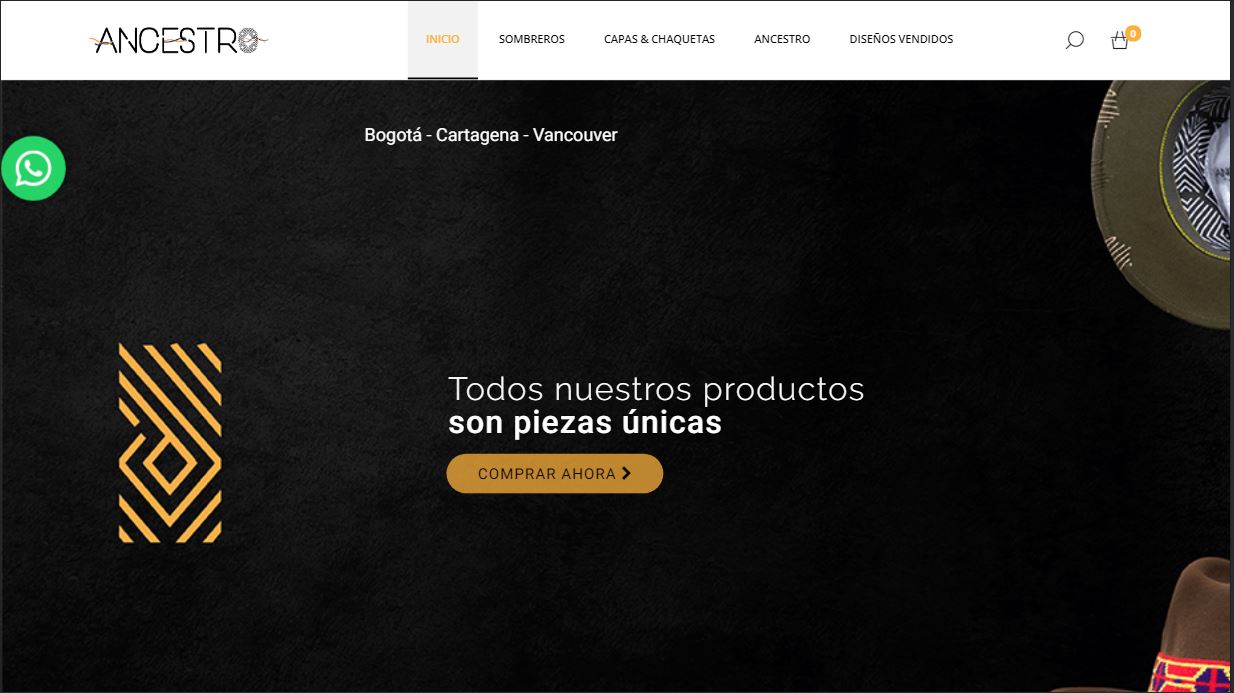 ANCESTRO
INICIO
SOMBREROS
CAPAS & CHAQUETAS
ANCESTRO
DISEÑOS VENDIDOS
0
Bogotá - Cartagena - Vancouver
Todos nuestros productos
son piezas únicas
COMPRAR AHORA